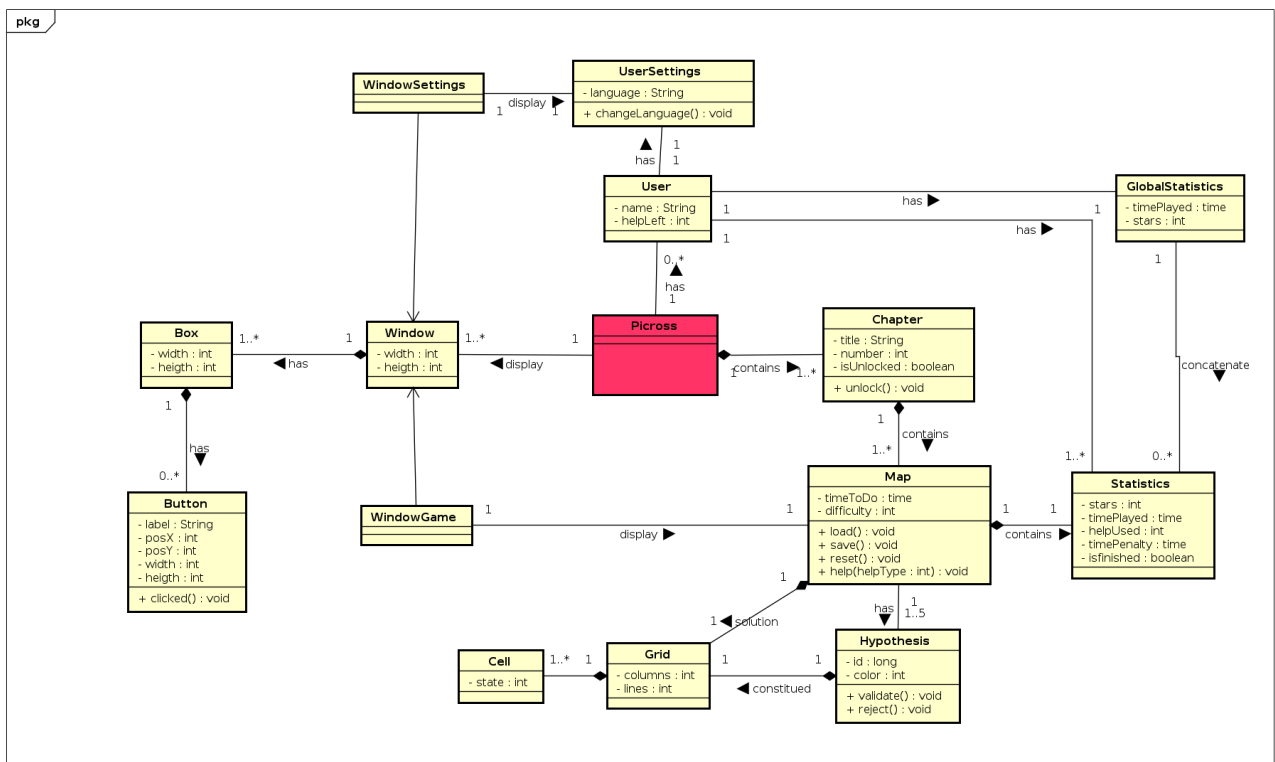 pkg
WindowSettings
display
1
1
UserSettings
- language : String
+ changeLanguage() : void
1
has
1
User
- name : String
- helpLeft : int
has
1
1
GlobalStatistics
- timePlayed : time
- stars : int
has
1
1
0..*
has
1
Box
- width : int
- heigth : int
1..*
1
has
Window
- width : int
- heigth : int
1..*
1
display
Picross
1
contains
1..*
Chapter
- title : String
- number : int
- isUnlocked : boolean
+ unlock() : void
concatenate
1
has
0..*
1
contains
1..*
1..*
0..*
Button
- label : String
- posX : int
- posY : int
- width : int
- heigth : int
+ clicked() : void
WindowGame
1
1
display
Map
- timeToDo : time
- difficulty : int
+ load() : void
+ save() : void
+ reset() : void
+ help(helpType : int) : void
1
1
contains
Statistics
- stars : int
- timePlayed : time
- helpUsed : int
- timePenalty : time
- isfinished : boolean
1
1
solution
1
has
1..5
Cell
- state : int
1..*
1
Grid
- columns : int
- lines : int
1
1
constitued
Hypothesis
- id : long
- color : int
+ validate() : void
+ reject() : void